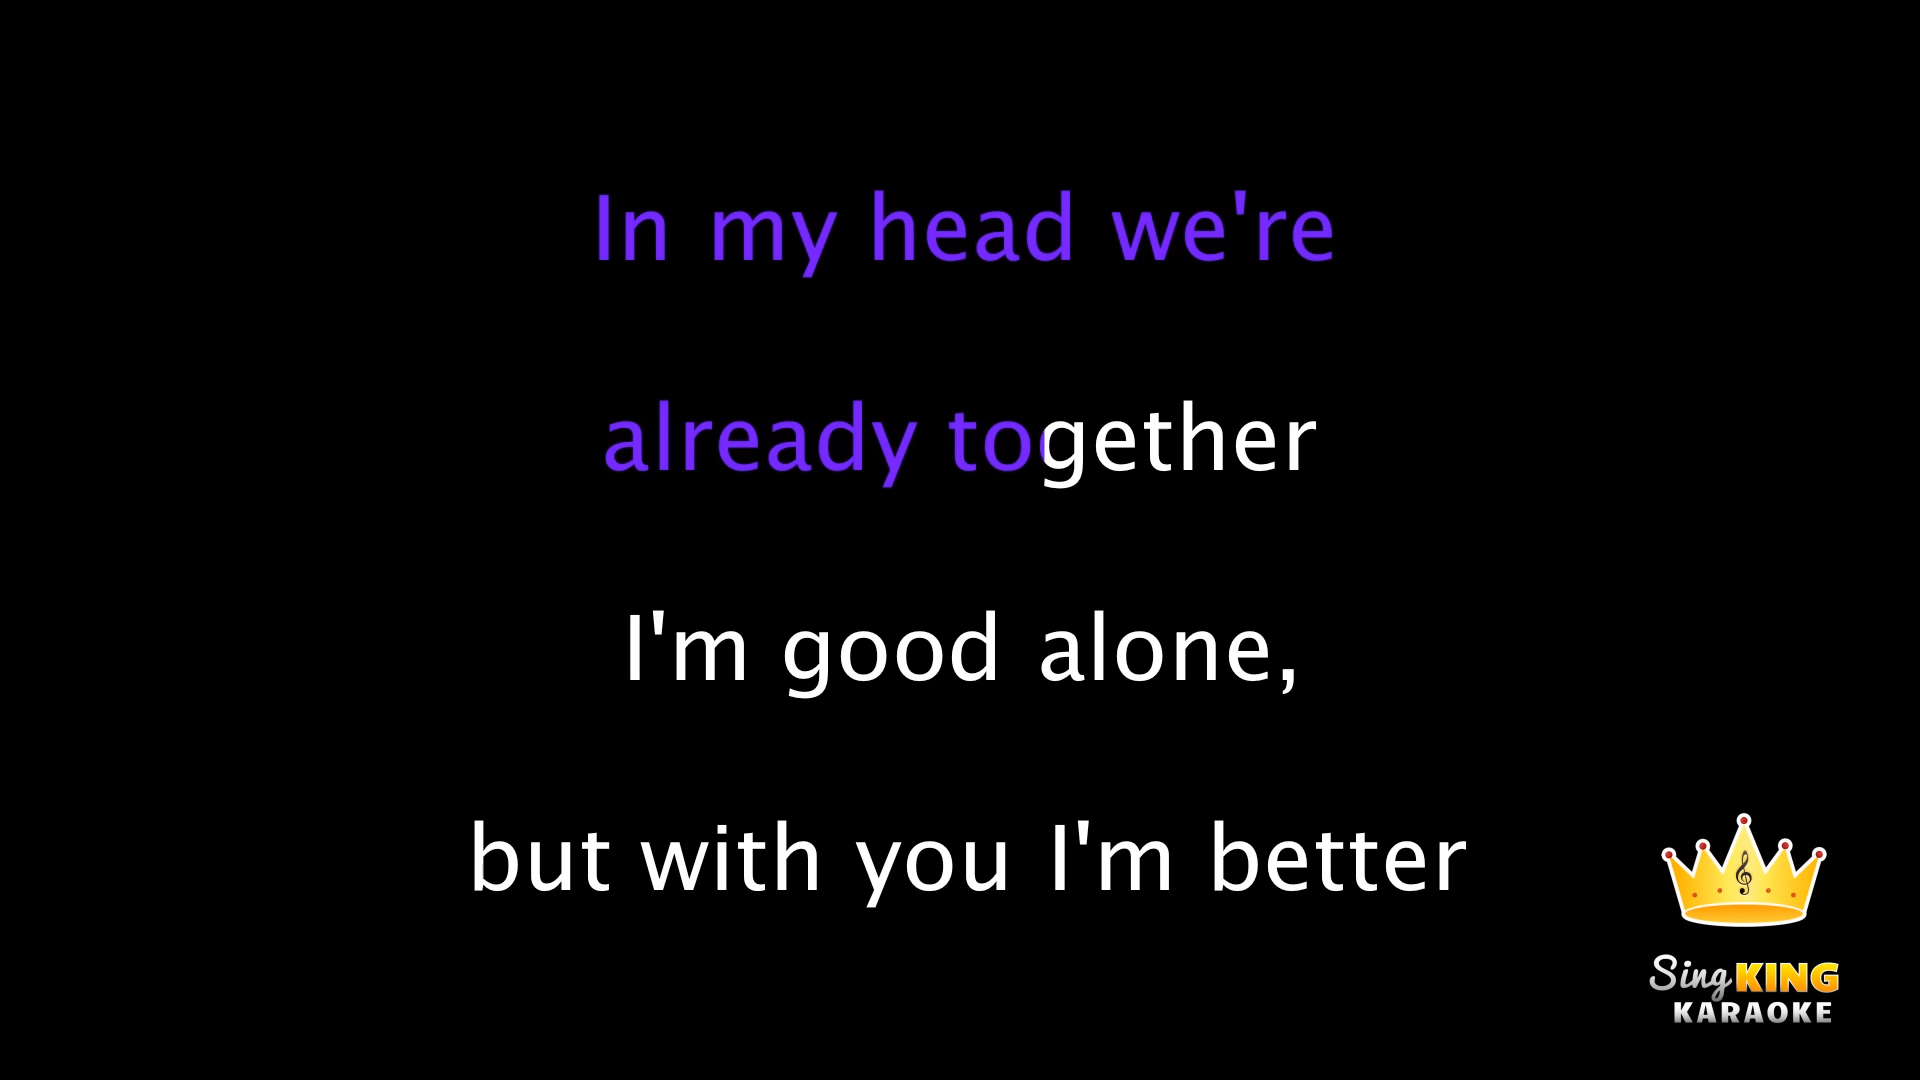 In my head we're
already together
I'm good alone,
but with you I'm better
Sing KING
KARAOKE